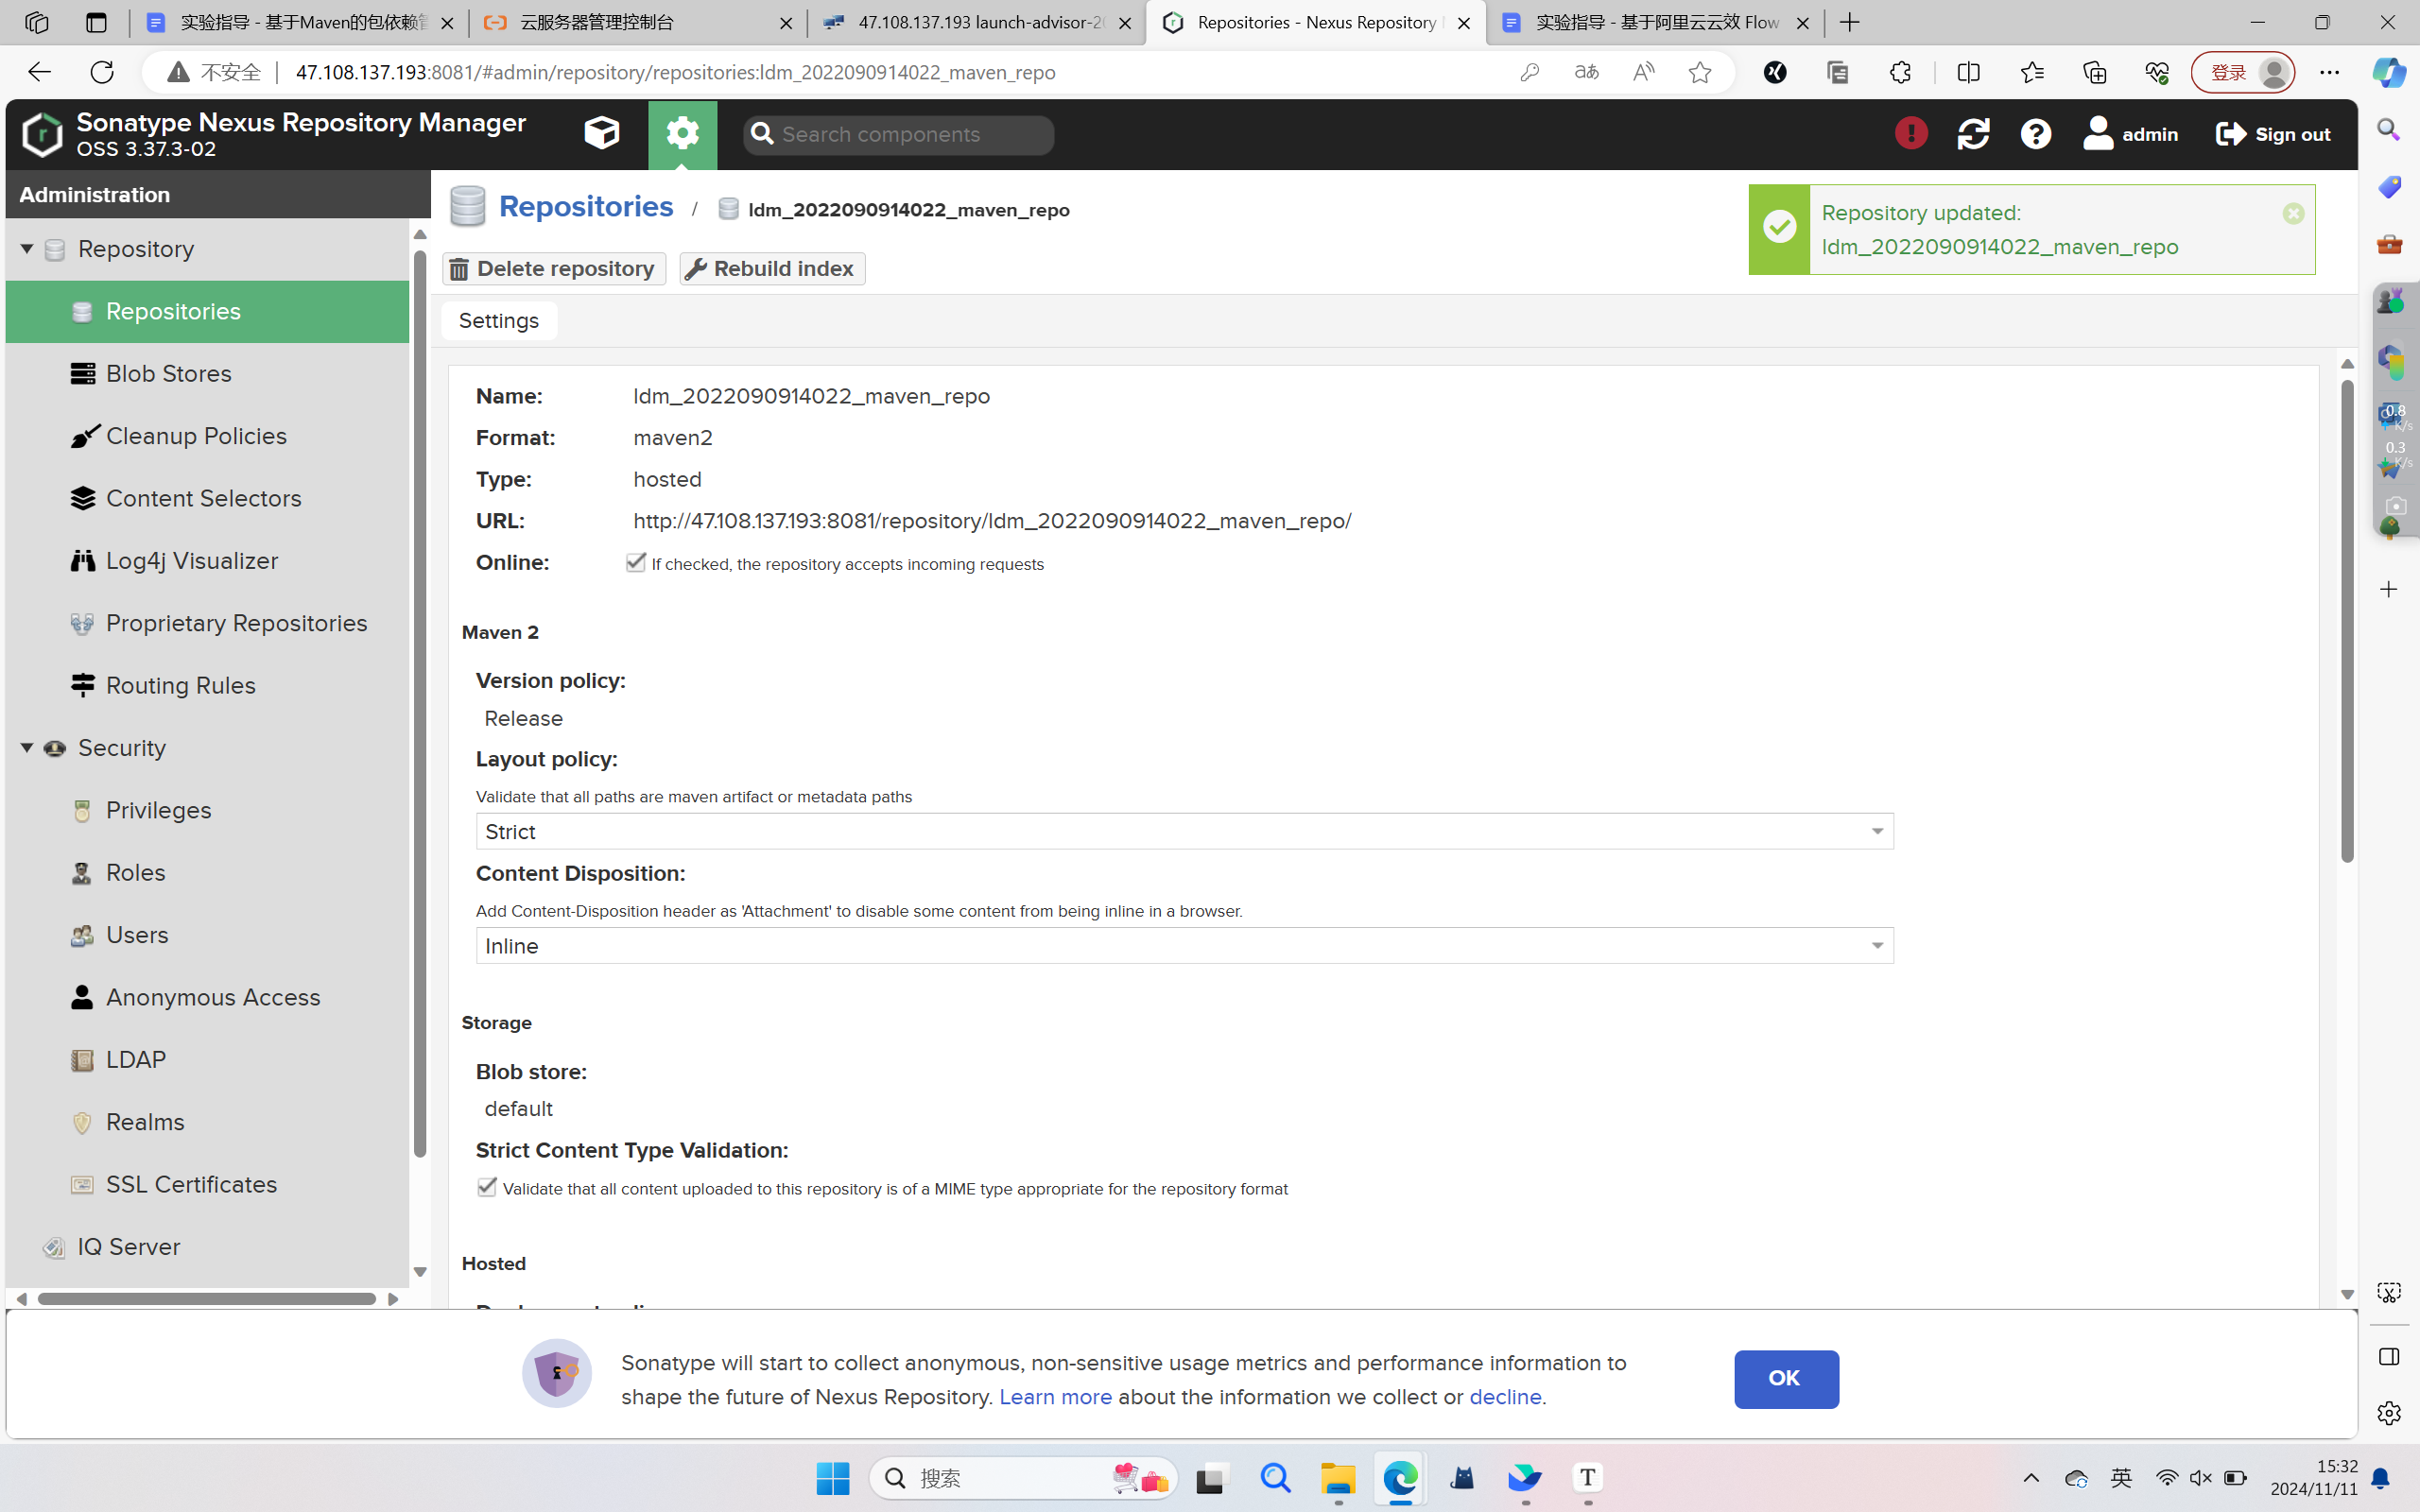 实验指导 - 基于Maven的包依赖管
云服务器管理控制台
47.108.137.193 launch-advisor-20
Repositories - Nexus Repository
实验指导 - 基于阿里云云效 Flow
不安全
47.108.137.193:8081/#admin/repository/repositories:ldm_2022090914022_maven_repo
登录
Sonatype Nexus Repository Manager
OSS 3.37.3-02
Search components
admin
Sign out
Administration
Repository
Repositories
Blob Stores
Cleanup Policies
Content Selectors
Log4j Visualizer
Proprietary Repositories
Routing Rules
Security
Privileges
Roles
Users
Anonymous Access
LDAP
Realms
SSL Certificates
IQ Server
Repositories / ldm_2022090914022_maven_repo
Delete repository
Rebuild index
Repository updated:
ldm_2022090914022_maven_repo
Settings
Name: ldm_2022090914022_maven_repo
Format: maven2
Type: hosted
URL: http://47.108.137.193:8081/repository/ldm_2022090914022_maven_repo/
Online: If checked, the repository accepts incoming requests
Maven 2
Version policy:
Release
Layout policy:
Validate that all paths are maven artifact or metadata paths
Strict
Content Disposition:
Add Content-Disposition header as 'Attachment' to disable some content from being inline in a browser.
Inline
Storage
Blob store:
default
Strict Content Type Validation:
Validate that all content uploaded to this repository is of a MIME type appropriate for the repository format
Hosted
0.8
K/s
0.3
K/s
Sonatype will start to collect anonymous, non-sensitive usage metrics and performance information to
shape the future of Nexus Repository. Learn more about the information we collect or decline.
OK
搜索
英
15:32
2024/11/11